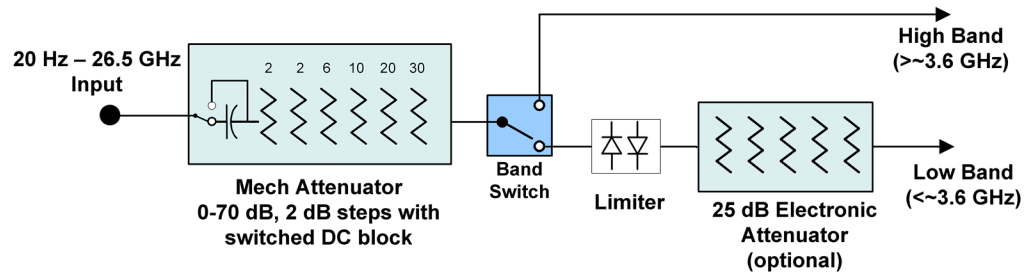 20 Hz – 26.5 GHz
Input
2 2 6 10 20 30
Mech Attenuator
0-70 dB, 2 dB steps with
switched DC block
Band
Switch
Limiter
25 dB Electronic
Attenuator
(optional)
High Band
(>~3.6 GHz)
Low Band
(<~3.6 GHz)